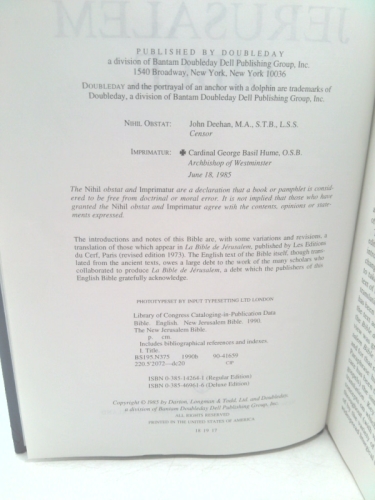 JERUSALEM
PUBLISHED BY DOUBLEDAY
a division of Bantam Doubleday Dell Publishing Group, Inc.
1540 Broadway, New York, New York 10036
DOUBLEDAY and the portrayal of an anchor with a dolphin are trademarks of
Doubleday, a division of Bantam Doubleday Dell Publishing Group, Inc.
NIHIL OBSTAT: John Deehan, M.A., S.T.B., L.S.S.
Censor
IMPRIMATUR: Cardinal George Basil Hume, O.S.B.
Archbishop of Westminster
June 18, 1985
The Nihil obstat and Imprimatur are a declaration that a book or pamphlet is consid-
ered to be free from doctrinal or moral error. It is not implied that those who have
granted the Nihil obstat and Imprimatur agree with the contents, opinions or state-
ments expressed.
The introductions and notes of this Bible are, with some variations and revisions, a
translation of those which appear in La Bible de Jérusalem, published by Les Editions
du Cerf, Paris (revised edition 1973). The English text of the Bible itself, though trans-
lated from the ancient texts, owes a large debt to the work of the many scholars who
collaborated to produce La Bible de Jérusalem, a debt which the publishers of this
English Bible gratefully acknowledge.
PHOTOTYPESET BY INPUT TYPESETTING LTD LONDON
Library of Congress Cataloging-in-Publication Data
Bible. English. New Jerusalem Bible. 1990.
The New Jerusalem Bible.
p. cm.
Includes bibliographical references and indexes.
I. Title.
BS195.N375 1990b 90-41659
220.5'2072—dc20 CIP
ISBN 0-385-14264-1 (Regular Edition)
ISBN 0-385-46961-6 (Deluxe Edition)
Copyright © 1985 by Darton, Longman & Todd, Ltd. and Doubleday,
a division of Bantam Doubleday Dell Publishing Group, Inc.
ALL RIGHTS RESERVED
PRINTED IN THE UNITED STATES OF AMERICA